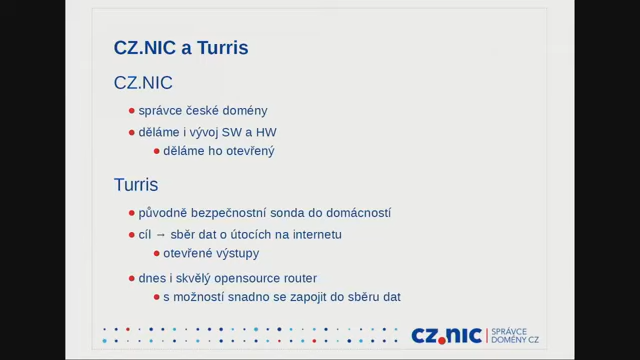 CZ.NIC a Turris
CZ.NIC
správce české domény
děláme i vývoj SW a HW
děláme ho otevřený
Turris
původně bezpečnostní sonda do domácností
cíl → sběr dat o útocích na internetu
otevřené výstupy
dnes i skvělý opensource router
s možností snadno se zapojit do sběru dat
cz.nic
SPRÁVCE
DOMÉNY CZ